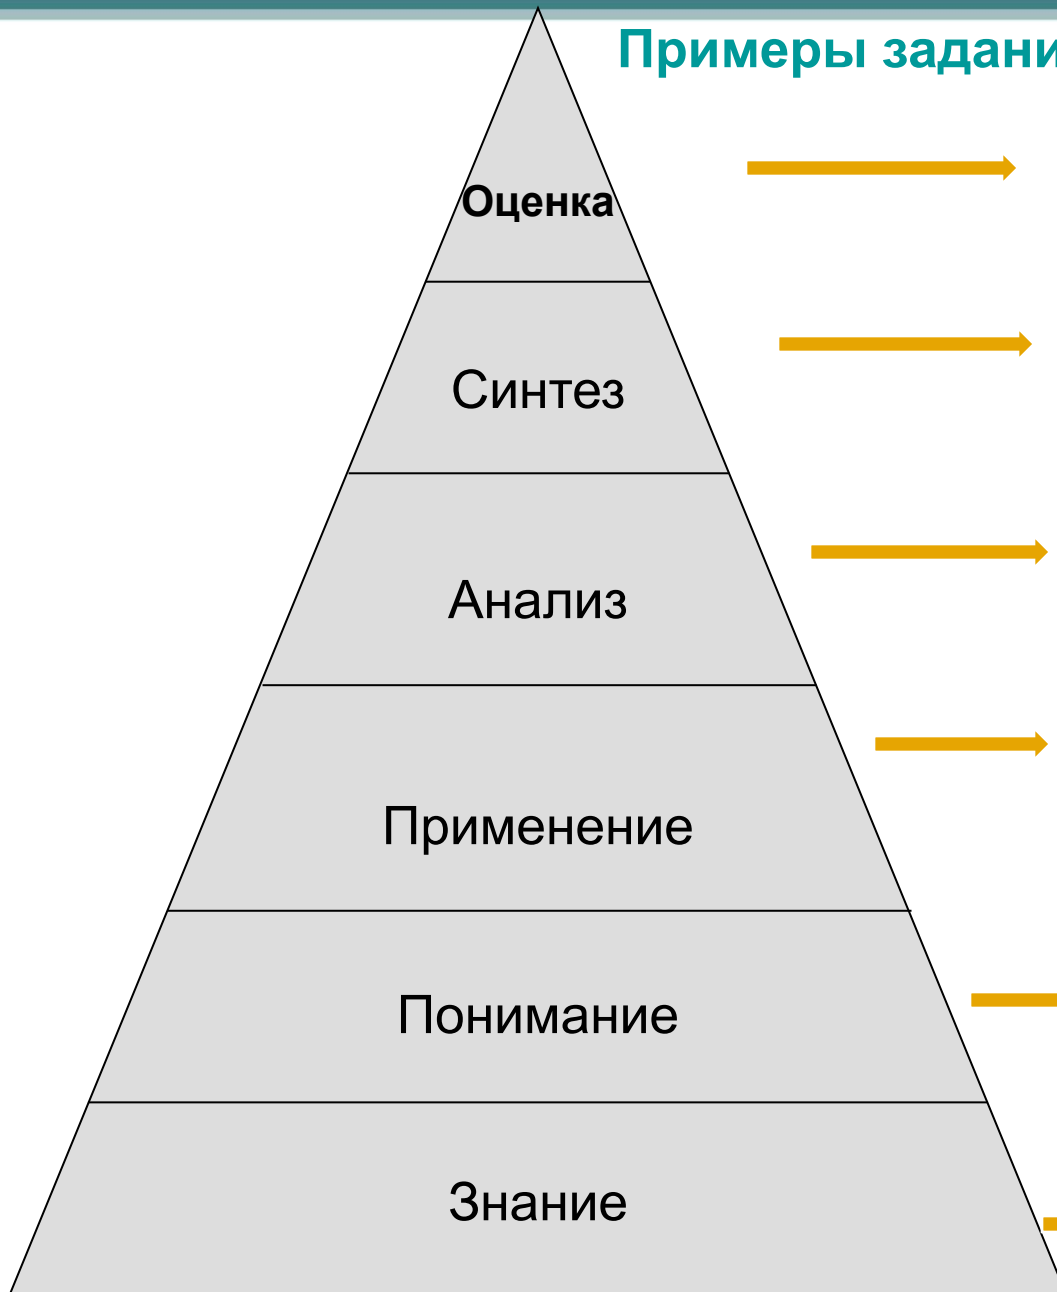 Примеры задани
Оценка
Синтез
Анализ
Применение
Понимание
Знание